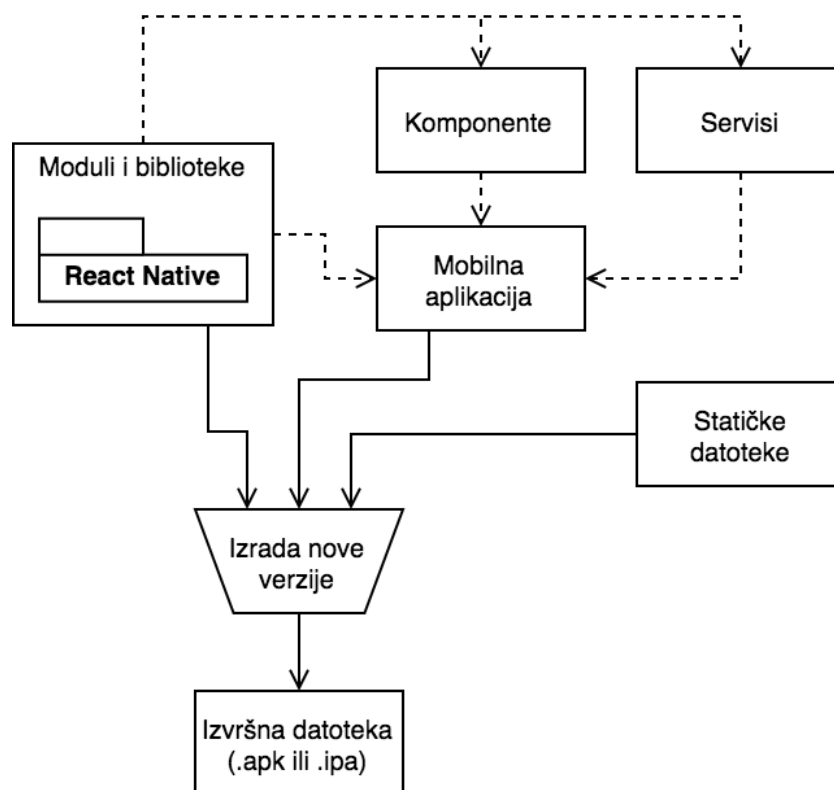 Komponente
Servisi
Moduli i biblioteke
React Native
Mobilna
aplikacija
Statičke
datoteke
Izrada nove
verzije
Izvršna datoteka
(.apk ili .ipa)